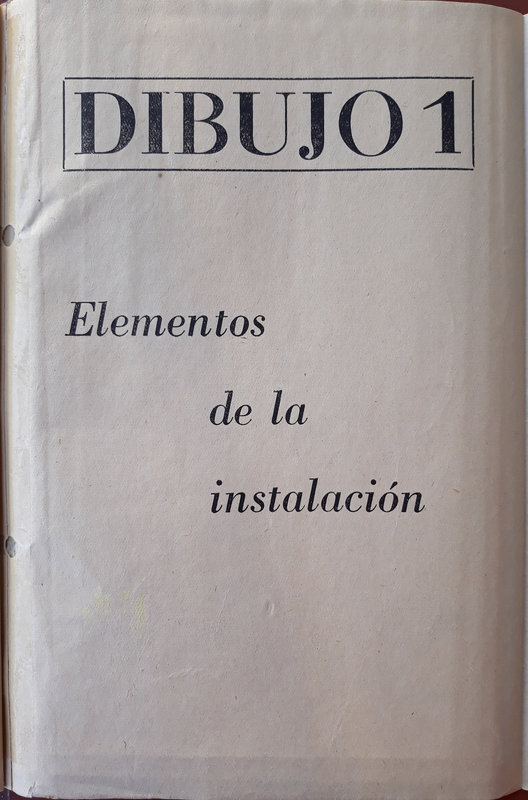 DIBUJO 1
Elementos
de la
instalación